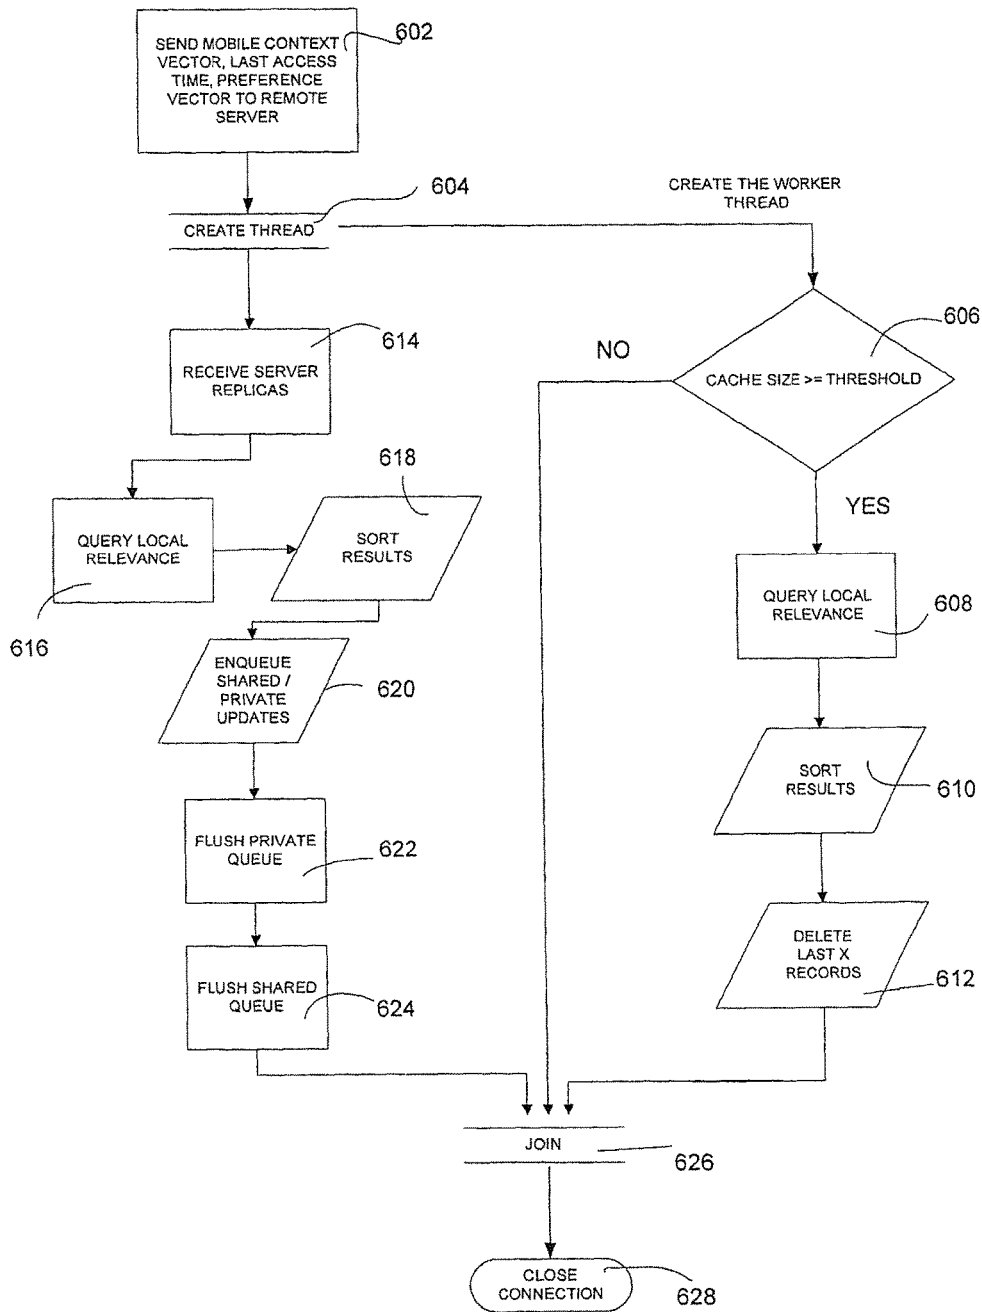 SEND MOBILE CONTEXT
VECTOR, LAST ACCESS
TIME, PREFERENCE
VECTOR TO REMOTE
SERVER
602
604
CREATE THREAD
CREATE THE WORKER
THREAD
614
RECEIVE SERVER
REPLICAS
606
CACHE SIZE >= THRESHOLD
NO
YES
618
QUERY LOCAL
RELEVANCE
616
SORT
RESULTS
QUERY LOCAL
RELEVANCE
608
ENQUEUE
SHARED /
PRIVATE
UPDATES
620
SORT
RESULTS
610
FLUSH PRIVATE
QUEUE
622
DELETE
LAST X
RECORDS
612
FLUSH SHARED
QUEUE
624
JOIN
626
CLOSE
CONNECTION
628